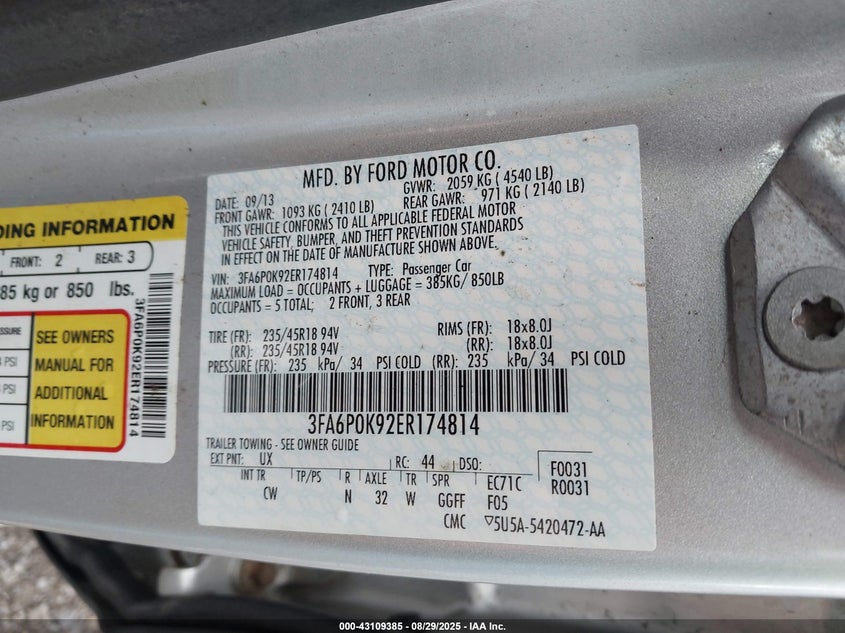 DING INFORMATION
FRONT: 2 REAR: 3
85 kg or 850 lbs.
SSURE
PSI
PSI
PSI
SEE OWNERS
MANUAL FOR
ADDITIONAL
INFORMATION
3FA6P0K92ER174814
MFD. BY FORD MOTOR CO.
DATE: 09/13 GVWR: 2059 KG ( 4540 LB)
FRONT GAWR: 1093 KG ( 2410 LB) REAR GAWR: 971 KG ( 2140 LB)
THIS VEHICLE CONFORMS TO ALL APPLICABLE FEDERAL MOTOR
VEHICLE SAFETY, BUMPER, AND THEFT PREVENTION STANDARDS
IN EFFECT ON THE DATE OF MANUFACTURE SHOWN ABOVE.
VIN: 3FA6P0K92ER174814 TYPE: Passenger Car
MAXIMUM LOAD = OCCUPANTS + LUGGAGE = 385KG/ 850LB
OCCUPANTS = 5 TOTAL; 2 FRONT, 3 REAR
TIRE (FR): 235/45R18 94V RIMS (FR): 18x8.0J
(RR): 235/45R18 94V (RR): 18x8.0J
PRESSURE (FR): 235 kPa/ 34 PSI COLD (RR): 235 kPa/ 34 PSI COLD
3FA6P0K92ER174814
TRAILER TOWING - SEE OWNER GUIDE
EXT PNT: UX RC: 44 DSO: F0031
INT TR TP/PS R AXLE TR SPR EC71C R0031
CW N 32 W GGFF F05
CMC ▽5U5A-5420472-AA
000-43109385 - 08/29/2025 - IAA Inc.